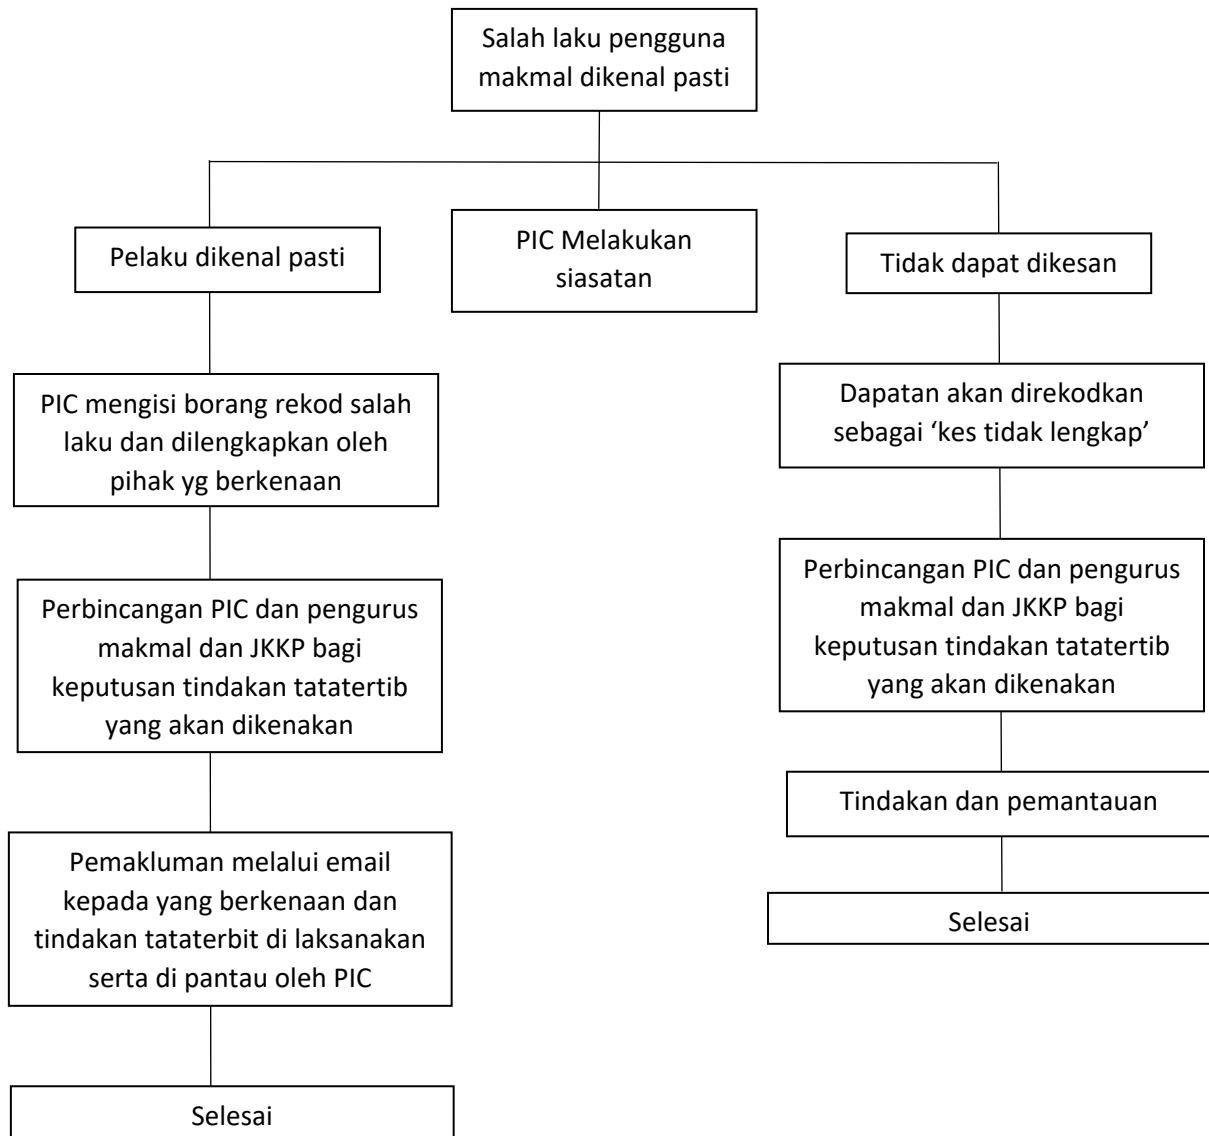 Salah laku pengguna
makmal dikenal pasti
Pelaku dikenal pasti
PIC Melakukan
siasatan
Tidak dapat dikesan
PIC mengisi borang rekod salah
laku dan dilengkapkan oleh
pihak yg berkenaan
Dapatan akan direkodkan
sebagai ‘kes tidak lengkap’
Perbincangan PIC dan pengurus
makmal dan JKKP bagi
keputusan tindakan tatatertib
yang akan dikenakan
Perbincangan PIC dan pengurus
makmal dan JKKP bagi
keputusan tindakan tatatertib
yang akan dikenakan
Tindakan dan pemantauan
Pemakluman melalui email
kepada yang berkenaan dan
tindakan tataterbit di laksanakan
serta di pantau oleh PIC
Selesai
Selesai